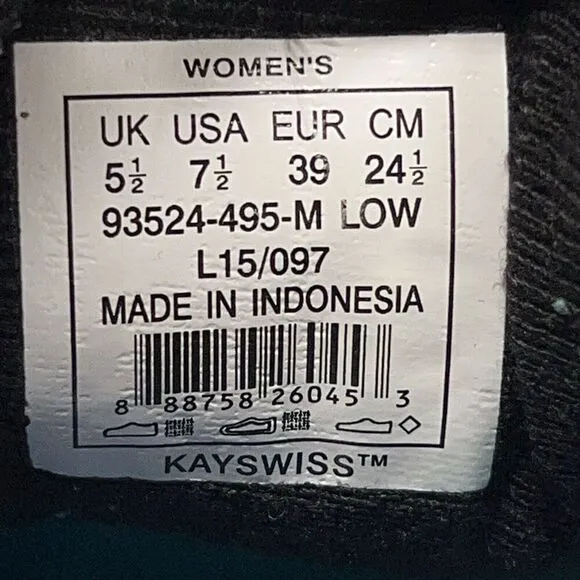 WOMEN'S
UK USA EUR CM
5½ 7½ 39 24½
93524-495-M LOW
L15/097
MADE IN INDONESIA
8 88758 26045 3
KAYSWISS™